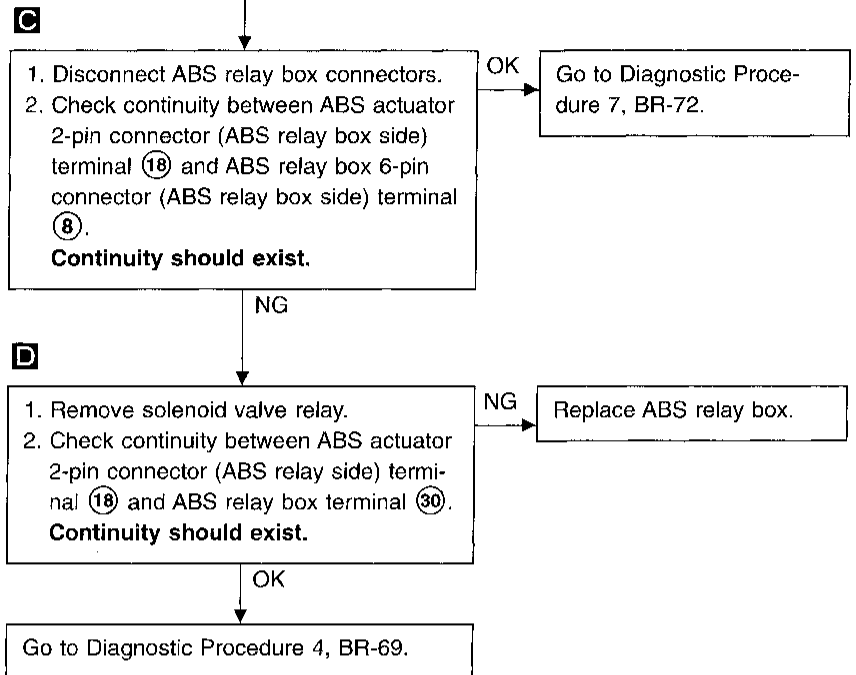 C
1. Disconnect ABS relay box connectors.
2. Check continuity between ABS actuator
2-pin connector (ABS relay box side)
terminal ⑱ and ABS relay box 6-pin
connector (ABS relay box side) terminal
⑧.
Continuity should exist.
OK
Go to Diagnostic Proce-
dure 7, BR-72.
NG
D
1. Remove solenoid valve relay.
2. Check continuity between ABS actuator
2-pin connector (ABS relay side) termi-
nal ⑱ and ABS relay box terminal ㉚.
Continuity should exist.
NG
Replace ABS relay box.
OK
Go to Diagnostic Procedure 4, BR-69.